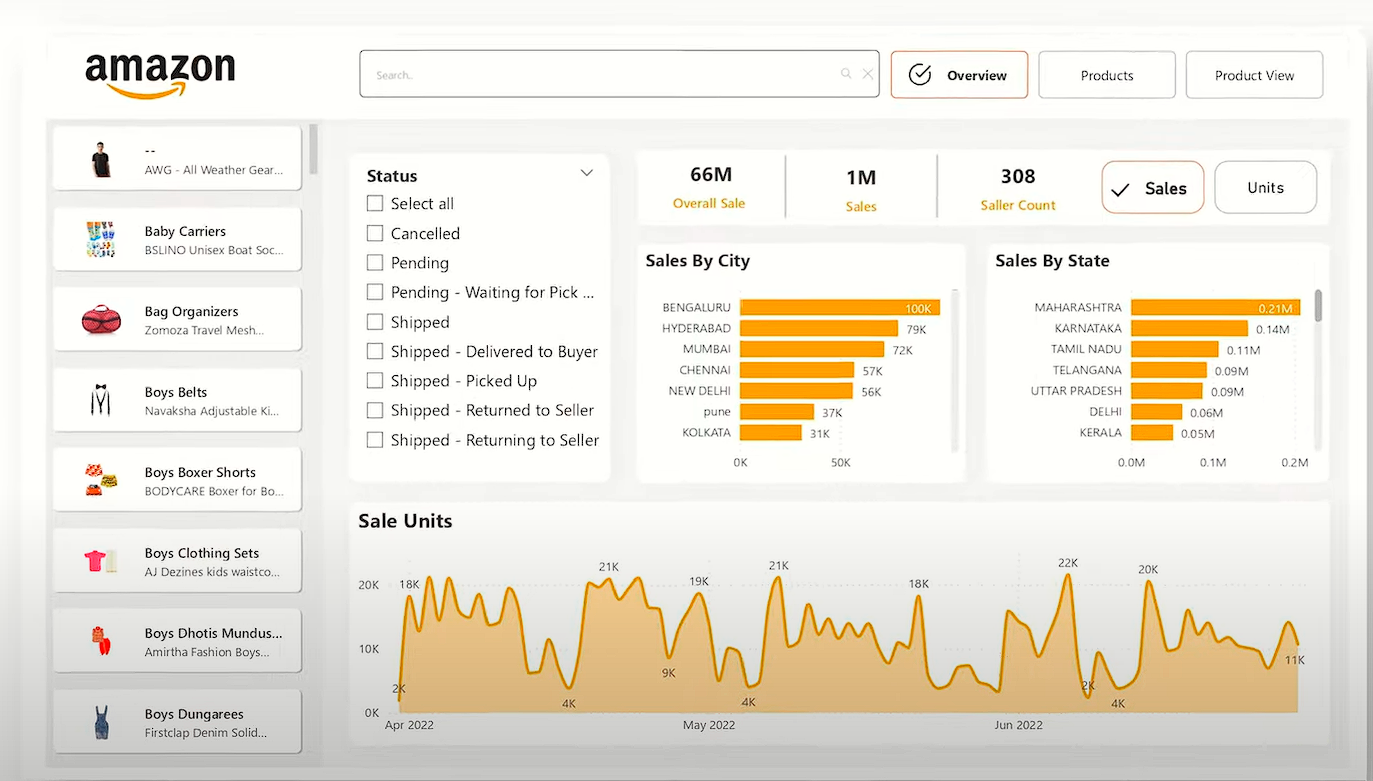 amazon
Search..
Overview
Products
Product View
--
AWG - All Weather Gear...
Baby Carriers
BSLINO Unisex Boat Soc...
Bag Organizers
Zomoza Travel Mesh...
Boys Belts
Navaksha Adjustable Ki...
Boys Boxer Shorts
BODYCARE Boxer for Bo...
Boys Clothing Sets
AJ Dezines kids waistco...
Boys Dhotis Mundus...
Amirtha Fashion Boys...
Boys Dungarees
Firstclap Denim Solid...
Status
Select all
Cancelled
Pending
Pending - Waiting for Pick ...
Shipped
Shipped - Delivered to Buyer
Shipped - Picked Up
Shipped - Returned to Seller
Shipped - Returning to Seller
66M
Overall Sale
1M
Sales
308
Saller Count
Sales
Units
Sales By City
BENGALURU 100K
HYDERABAD 79K
MUMBAI 72K
CHENNAI 57K
NEW DELHI 56K
pune 37K
KOLKATA 31K
0K 50K
Sales By State
MAHARASHTRA 0.21M
KARNATAKA 0.14M
TAMIL NADU 0.11M
TELANGANA 0.09M
UTTAR PRADESH 0.09M
DELHI 0.06M
KERALA 0.05M
0.0M 0.1M 0.2M
Sale Units
20K
10K
0K
18K
2K
4K
21K
9K
19K
4K
21K
18K
22K
2K
4K
20K
11K
Apr 2022 May 2022 Jun 2022